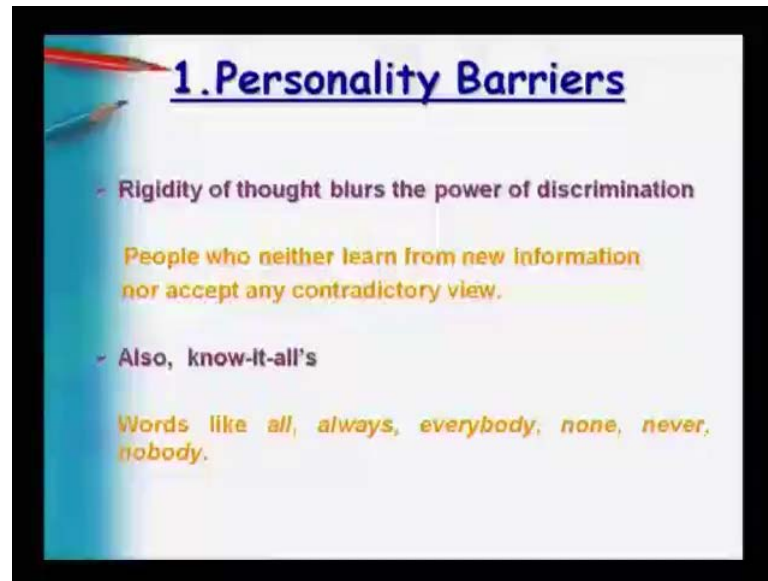 1.Personality Barriers
Rigidity of thought blurs the power of discrimination
People who neither learn from new information
nor accept any contradictory view.
Also, know-it-all's
Words like all, always, everybody, none, never,
nobody.